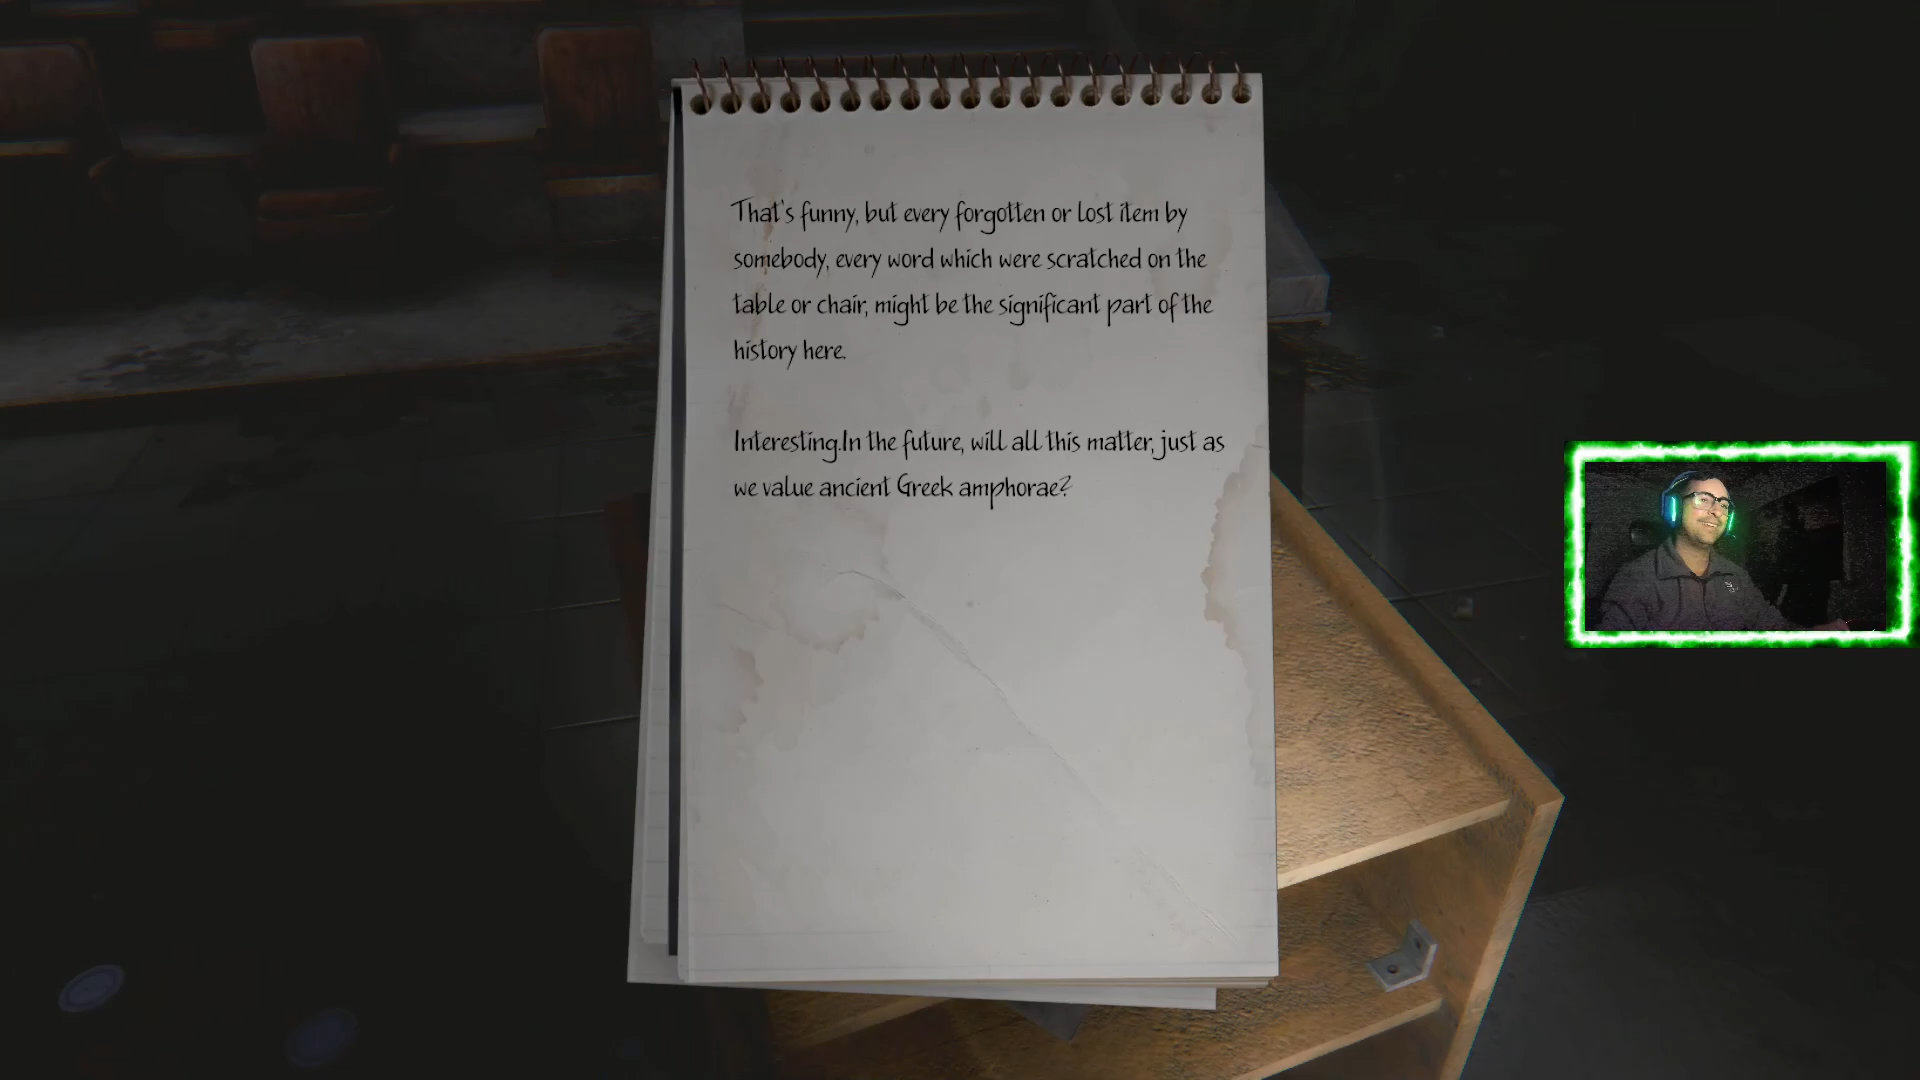 That's funny, but every forgotten or lost item by
somebody, every word which were scratched on the
table or chair, might be the significant part of the
history here.
Interesting.In the future, will all this matter, just as
we value ancient Greek amphorae?